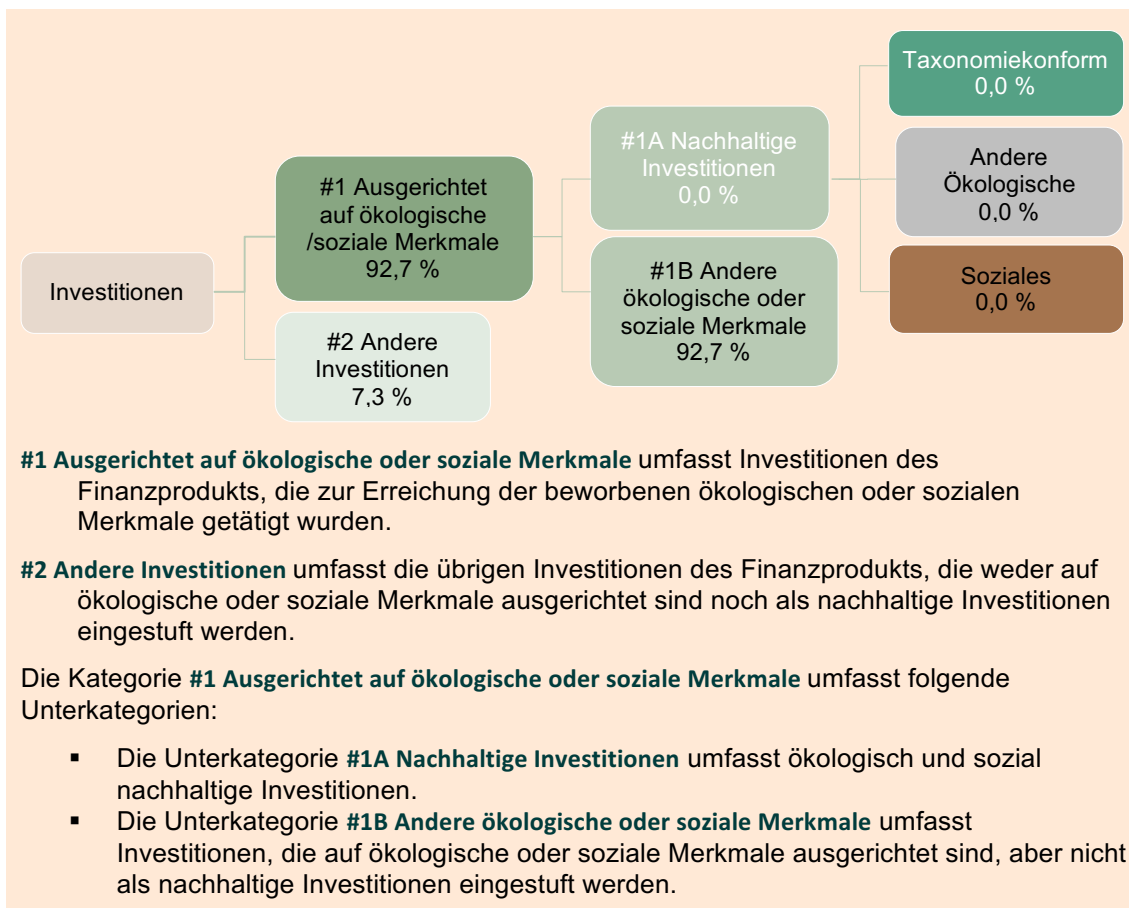 Investitionen
#1 Ausgerichtet
auf ökologische
/soziale Merkmale
92,7 %
#2 Andere
Investitionen
7,3 %
#1A Nachhaltige
Investitionen
0,0 %
#1B Andere
ökologische oder
soziale Merkmale
92,7 %
Taxonomiekonform
0,0 %
Andere
Ökologische
0,0 %
Soziales
0,0 %
#1 Ausgerichtet auf ökologische oder soziale Merkmale umfasst Investitionen des
Finanzprodukts, die zur Erreichung der beworbenen ökologischen oder sozialen
Merkmale getätigt wurden.
#2 Andere Investitionen umfasst die übrigen Investitionen des Finanzprodukts, die weder auf
ökologische oder soziale Merkmale ausgerichtet sind noch als nachhaltige Investitionen
eingestuft werden.
Die Kategorie #1 Ausgerichtet auf ökologische oder soziale Merkmale umfasst folgende
Unterkategorien:
▪ Die Unterkategorie #1A Nachhaltige Investitionen umfasst ökologisch und sozial
nachhaltige Investitionen.
▪ Die Unterkategorie #1B Andere ökologische oder soziale Merkmale umfasst
Investitionen, die auf ökologische oder soziale Merkmale ausgerichtet sind, aber nicht
als nachhaltige Investitionen eingestuft werden.